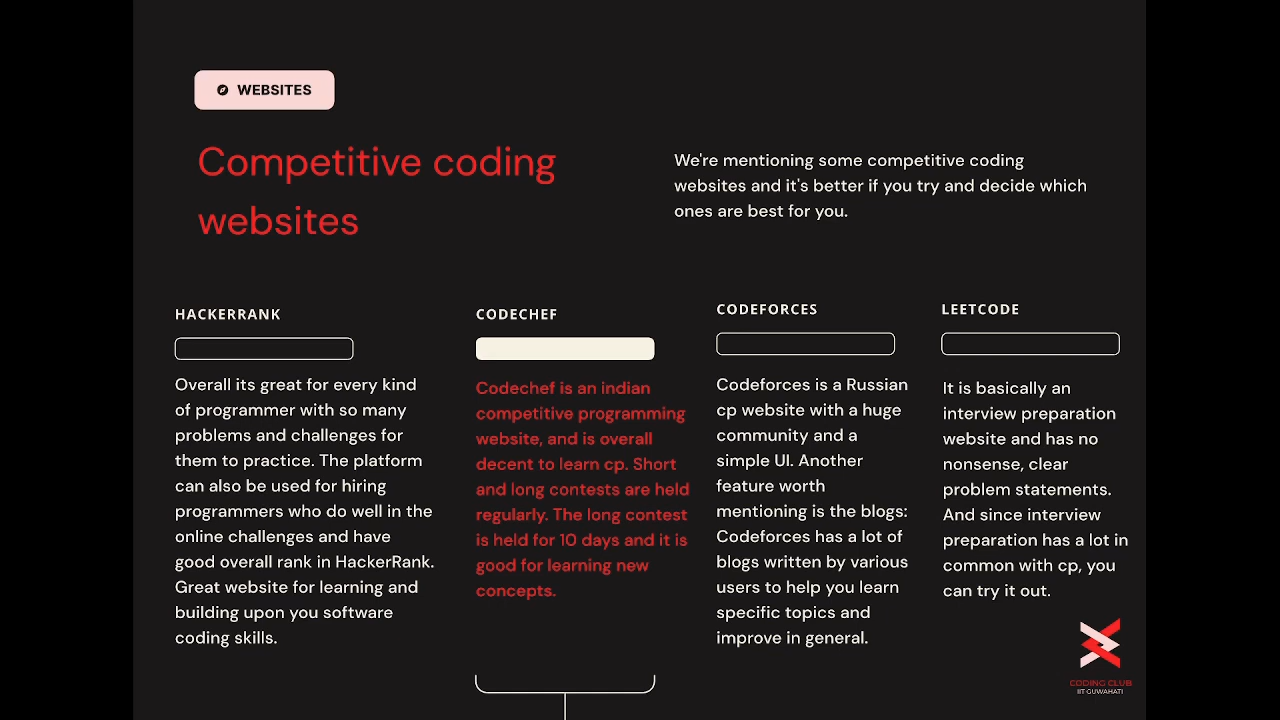 WEBSITES
Competitive coding
websites
We're mentioning some competitive coding
websites and it's better if you try and decide which
ones are best for you.
HACKERRANK
Overall its great for every kind
of programmer with so many
problems and challenges for
them to practice. The platform
can also be used for hiring
programmers who do well in the
online challenges and have
good overall rank in HackerRank.
Great website for learning and
building upon you software
coding skills.
CODECHEF
Codechef is an indian
competitive programming
website, and is overall
decent to learn cp. Short
and long contests are held
regularly. The long contest
is held for 10 days and it is
good for learning new
concepts.
CODEFORCES
Codeforces is a Russian
cp website with a huge
community and a
simple UI. Another
feature worth
mentioning is the blogs:
Codeforces has a lot of
blogs written by various
users to help you learn
specific topics and
improve in general.
LEETCODE
It is basically an
interview preparation
website and has no
nonsense, clear
problem statements.
And since interview
preparation has a lot in
common with cp, you
can try it out.
CODING CLUB
IIT GUWAHATI